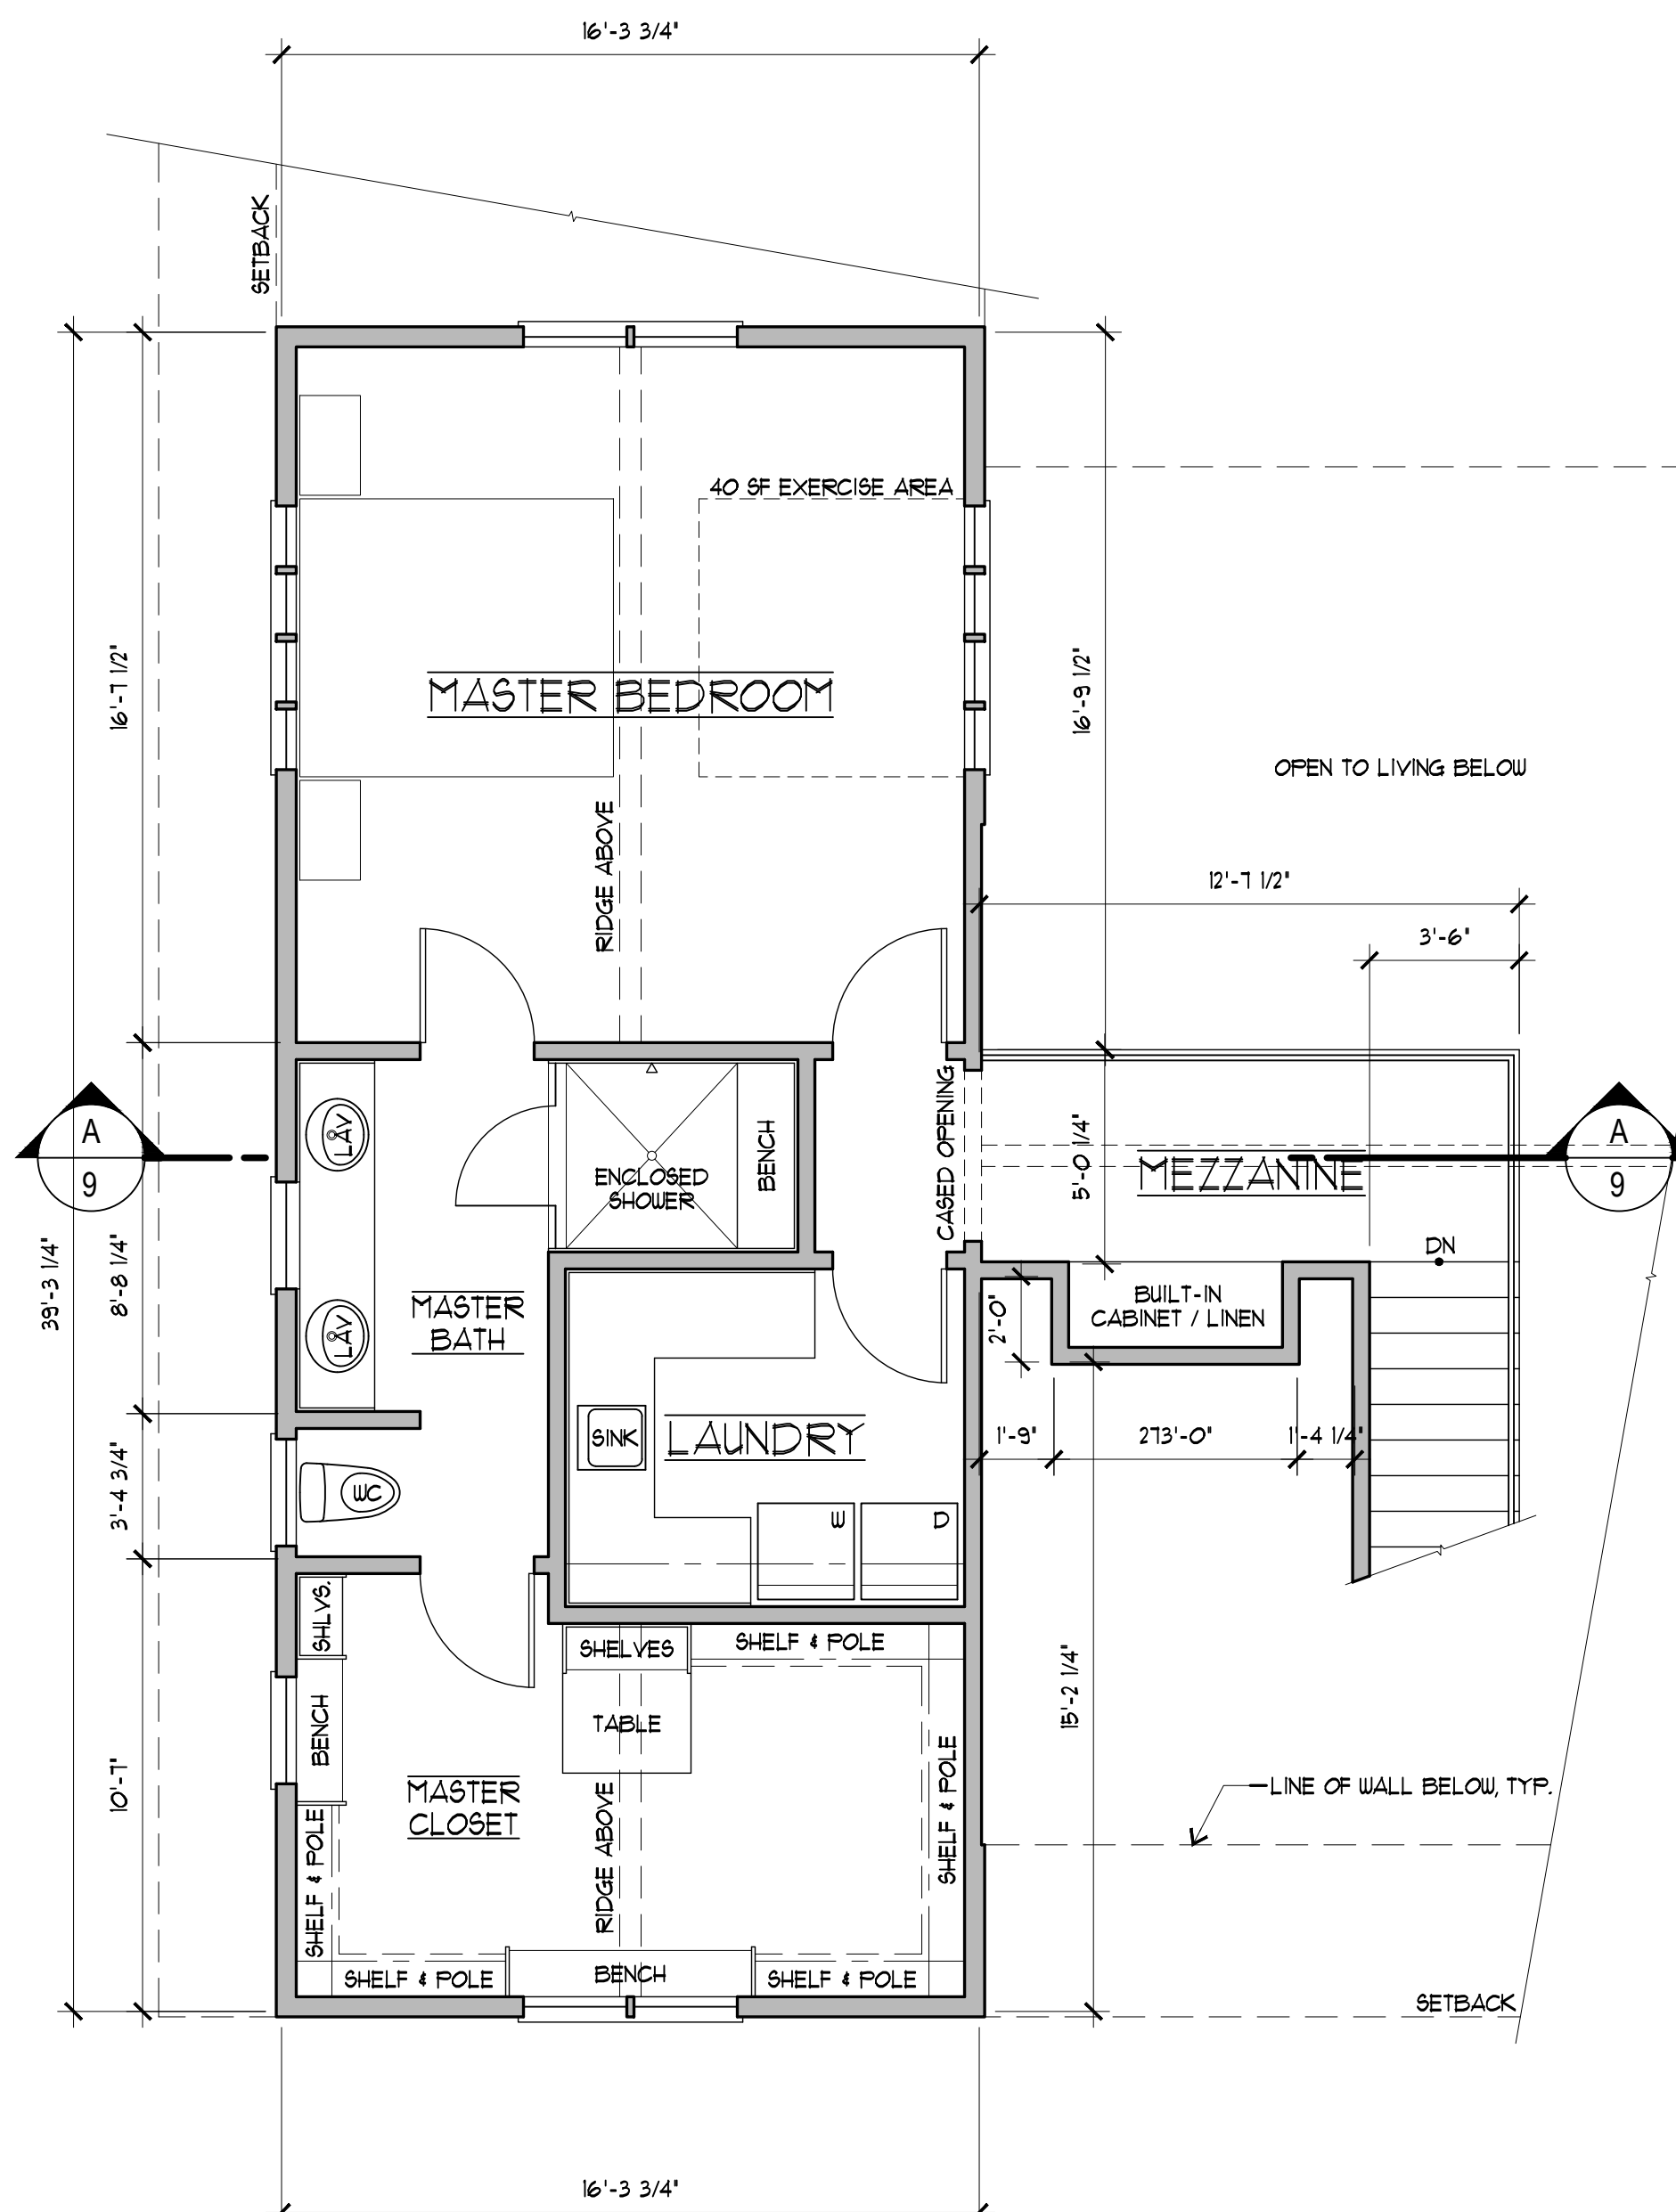 16'-3 3/4"
SETBACK
40 SF EXERCISE AREA
16'-7 1/2"
MASTER BEDROOM
16'-9 1/2"
OPEN TO LIVING BELOW
RIDGE ABOVE
12'-7 1/2"
3'-6"
A
9
LAV
ENCLOSED
SHOWER
BENCH
CASED OPENING
5'-0 1/4"
MEZZANINE
A
9
DN
39'-3 1/4"
8'-8 1/4"
LAV
MASTER
BATH
2'-0"
BUILT-IN
CABINET / LINEN
SINK
LAUNDRY
1'-9"
273'-0"
1'-4 1/4"
3'-4 3/4"
WC
W
D
SHLVS.
SHELVES
SHELF & POLE
BENCH
TABLE
15'-2 1/4"
10'-7"
MASTER
CLOSET
RIDGE ABOVE
SHELF & POLE
LINE OF WALL BELOW, TYP.
SHELF & POLE
SHELF & POLE
BENCH
SHELF & POLE
SETBACK
16'-3 3/4"